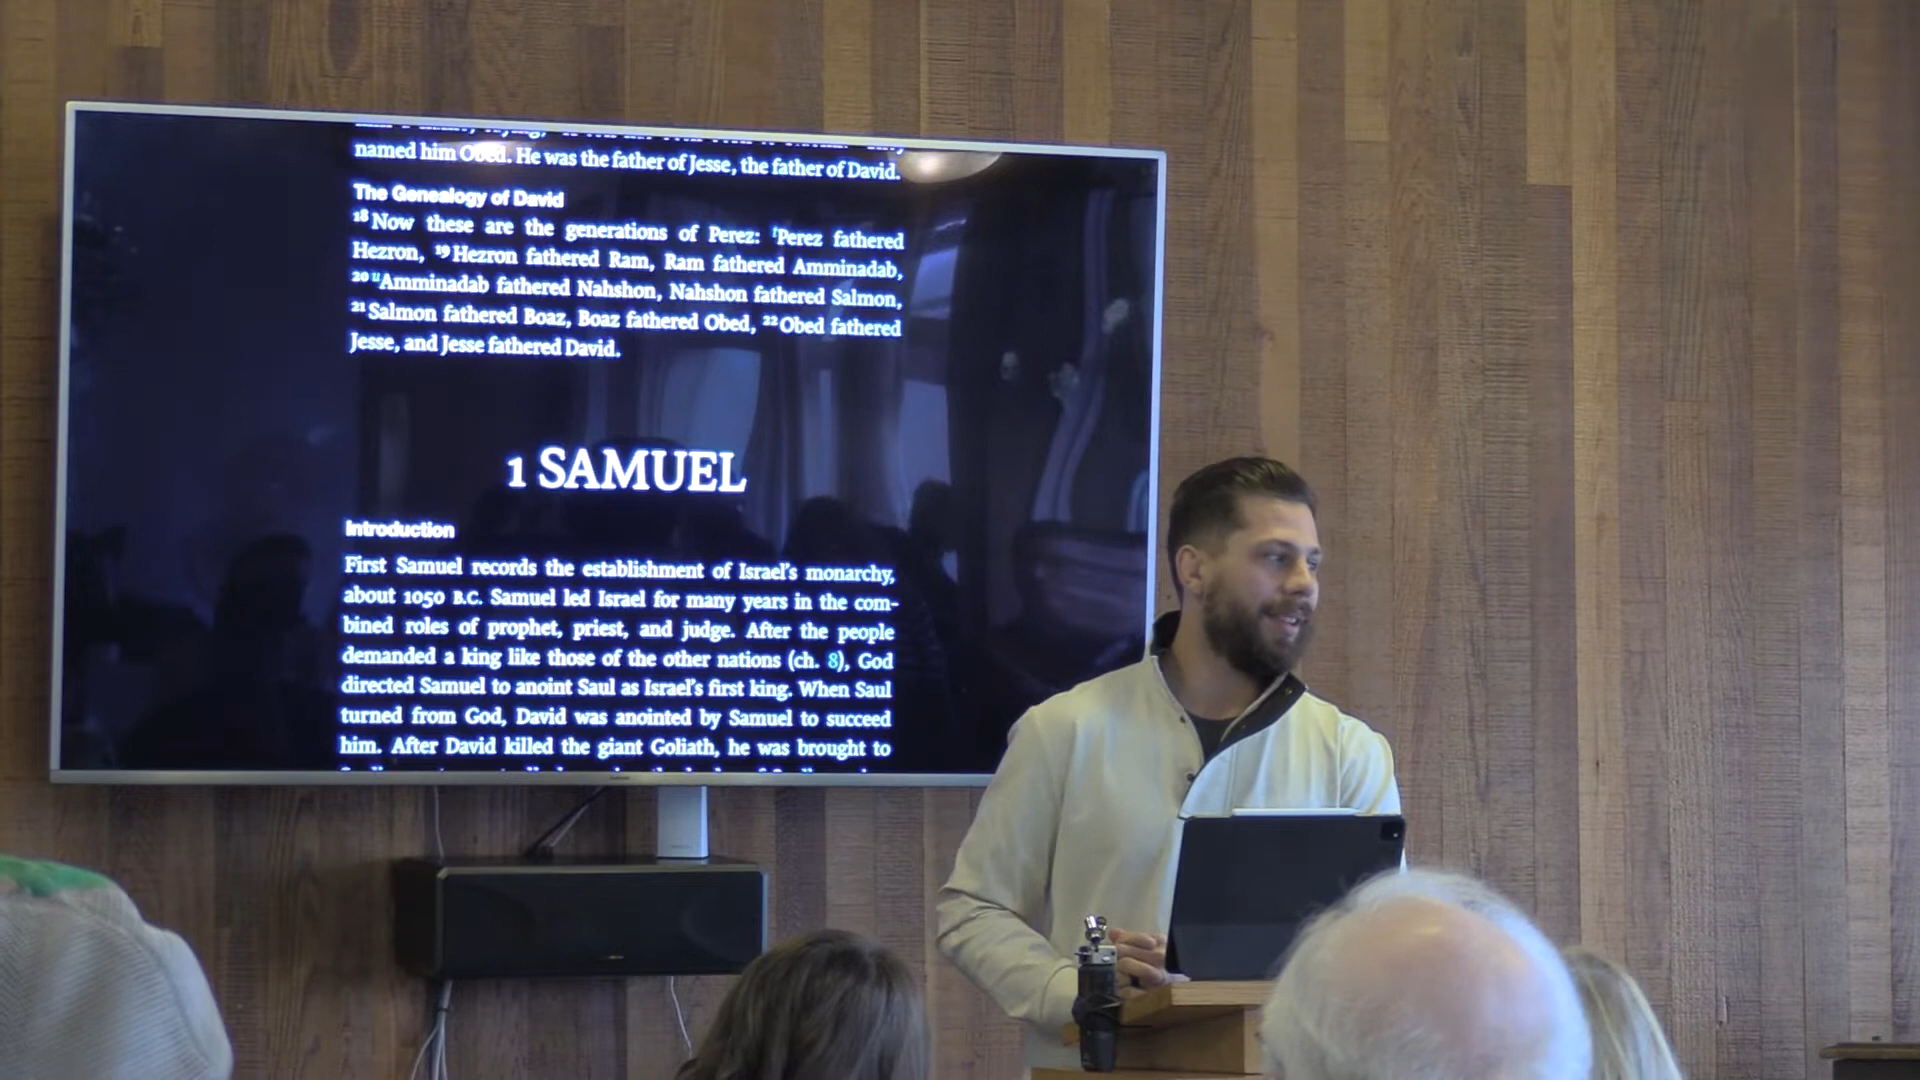 named him Obed. He was the father of Jesse, the father of David.
The Genealogy of David
18 Now these are the generations of Perez: t Perez fathered
Hezron, 19 Hezron fathered Ram, Ram fathered Amminadab,
20 u Amminadab fathered Nahshon, Nahshon fathered Salmon,
21 Salmon fathered Boaz, Boaz fathered Obed, 22 Obed fathered
Jesse, and Jesse fathered David.
1 SAMUEL
Introduction
First Samuel records the establishment of Israel's monarchy,
about 1050 B.C. Samuel led Israel for many years in the com-
bined roles of prophet, priest, and judge. After the people
demanded a king like those of the other nations (ch. 8), God
directed Samuel to anoint Saul as Israel's first king. When Saul
turned from God, David was anointed by Samuel to succeed
him. After David killed the giant Goliath, he was brought to